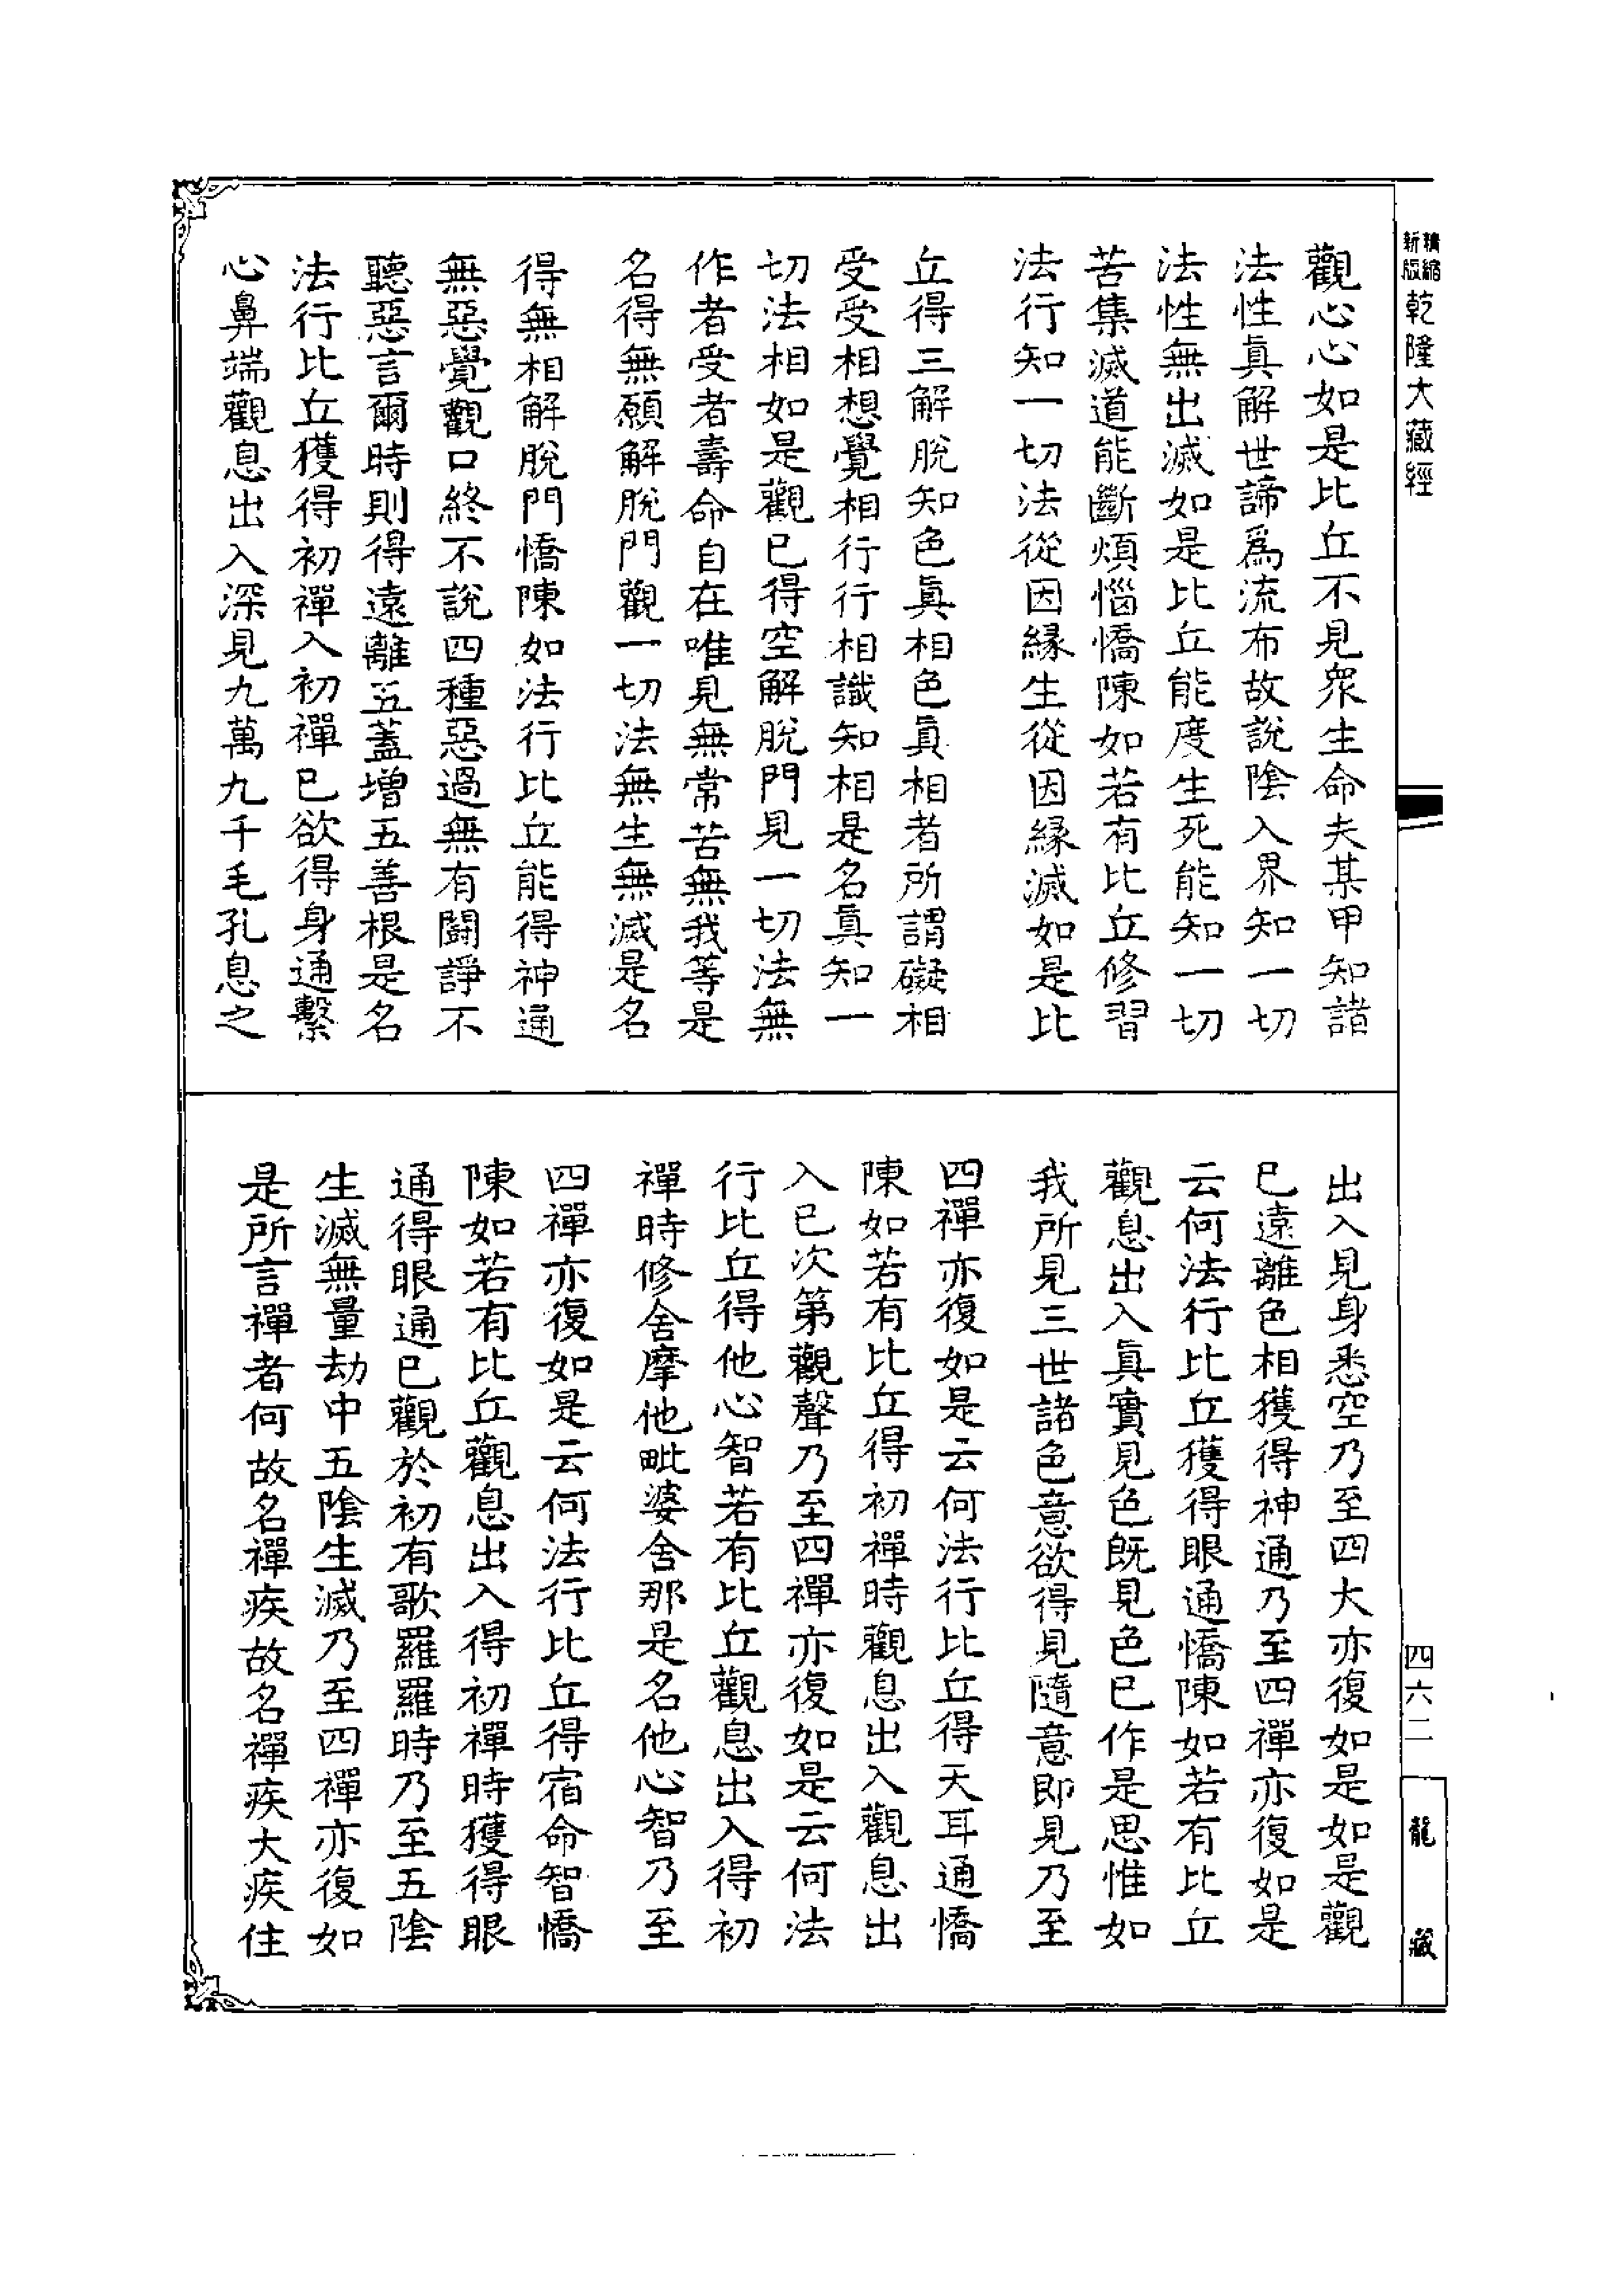 新版
精縮
乾隆大藏經
觀心心如是比丘不見衆生命夫某甲知諸
法性眞解世諦爲流布故說陰入界知一切
法性無出滅如是比丘能度生死能知一切
苦集滅道能斷煩惱憍陳如若有比丘修習
法行知一切法從因緣生從因緣滅如是比
丘得三解脫知色眞相色眞相者所謂礙相
受受相想覺相行行相識知相是名眞知一
切法相如是觀已得空解脫門見一切法無
作者受者壽命自在唯見無常苦無我等是
名得無願解脫門觀一切法無生無滅是名
得無相解脫門憍陳如法行比丘能得神通
無惡覺觀口終不說四種惡過無有鬪諍不
聽惡言爾時則得遠離五蓋增五善根是名
法行比丘獲得初禪入初禪已欲得身通繫
心鼻端觀息出入深見九萬九千毛孔息之
出入見身悉空乃至四大亦復如是如是觀
已遠離色相獲得神通乃至四禪亦復如是
云何法行比丘獲得眼通憍陳如若有比丘
觀息出入眞實見色旣見色已作是思惟如
我所見三世諸色意欲得見隨意即見乃至
四禪亦復如是云何法行比丘得天耳通憍
陳如若有比丘得初禪時觀息出入觀息出
入已次第觀聲乃至四禪亦復如是云何法
行比丘得他心智若有比丘觀息出入得初
禪時修舍摩他毗婆舍那是名他心智乃至
四禪亦復如是云何法行比丘得宿命智憍
陳如若有比丘觀息出入得初禪時獲得眼
通得眼通已觀於初有歌羅羅時乃至五陰
生滅無量劫中五陰生滅乃至四禪亦復如
是所言禪者何故名禪疾故名禪疾大疾住
四六二
龍藏